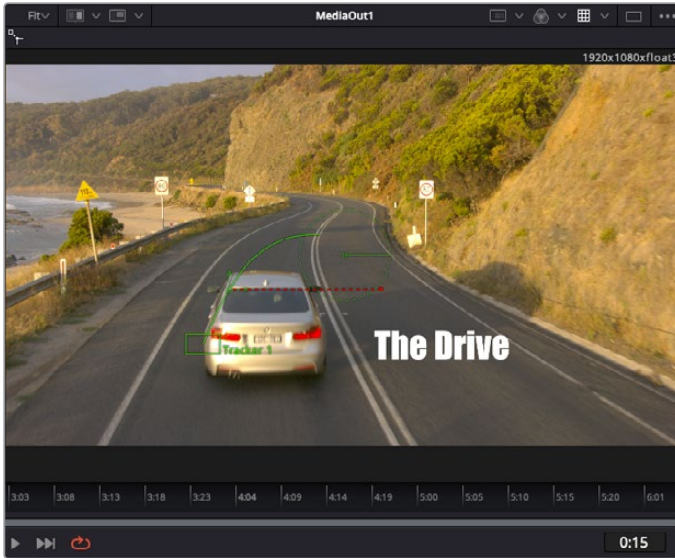 Fit
MediaOut1
1920x1080xfloat3
Tracker 1
The Drive
3:03 3:08 3:13 3:18 3:23 4:04 4:09 4:14 4:19 5:00 5:05 5:10 5:15 5:20 6:01
0:15